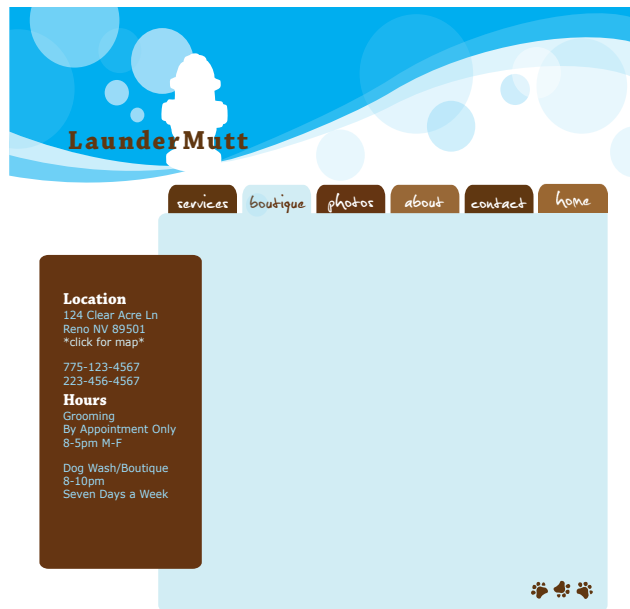 LaunderMutt
services boutique photos about contact home
Location
124 Clear Acre Ln
Reno NV 89501
*click for map*
775-123-4567
223-456-4567
Hours
Grooming
By Appointment Only
8-5pm M-F
Dog Wash/Boutique
8-10pm
Seven Days a Week